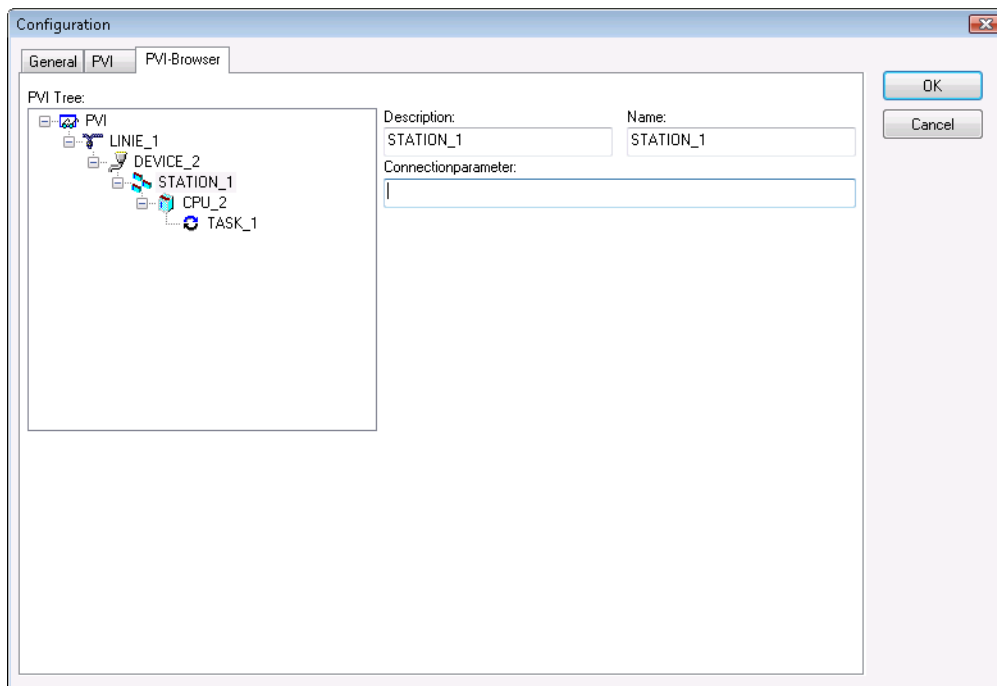 Configuration
General PVI PVI-Browser
PVI Tree:
PVI
LINIE_1
DEVICE_2
STATION_1
CPU_2
TASK_1
Description:
STATION_1
Name:
STATION_1
Connectionparameter:
OK
Cancel